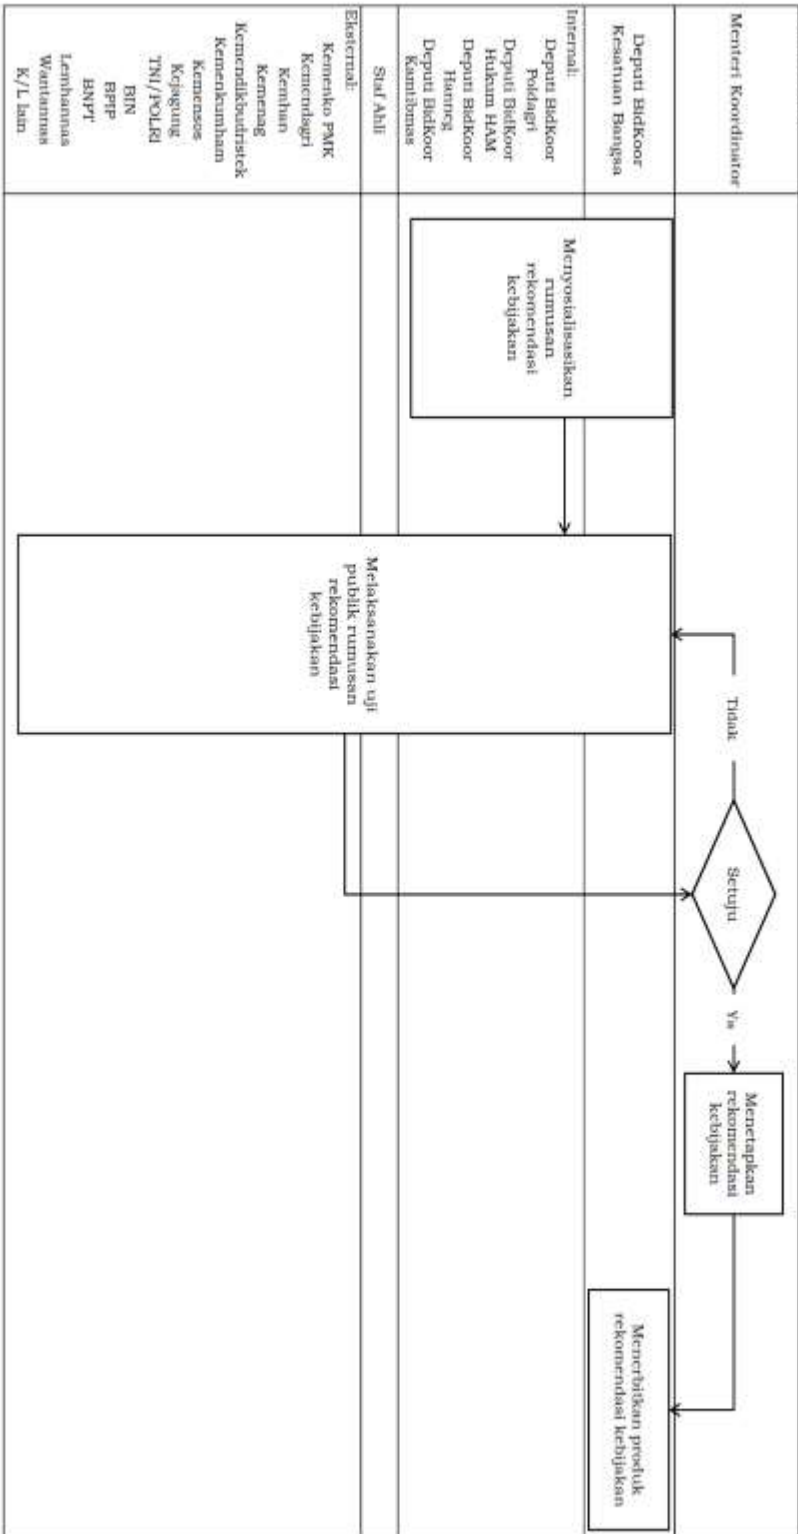 Menteri Koordinator
Deputi BidKoor
Kesatuan Bangsa
Internal:
Deputi BidKoor
Poldagri
Deputi BidKoor
Hukum HAM
Deputi BidKoor
Hanneg
Deputi BidKoor
Kamtibmas
Staf Ahli
Eksternal:
Kemenko PMK
Kemendagri
Kemhan
Kemenag
Kemendikbudristek
Kemenkumham
Kemensos
Kejagung
TNI/POLRI
BIN
BPIP
BNPT
Lemhannas
Wantannas
K/L lain
Menyosialisasikan
rumusan
rekomendasi
kebijakan
Melaksanakan uji
publik rumusan
rekomendasi
kebijakan
Tidak
Setuju
Ya
Menetapkan
rekomendasi
kebijakan
Menerbitkan produk
rekomendasi kebijakan